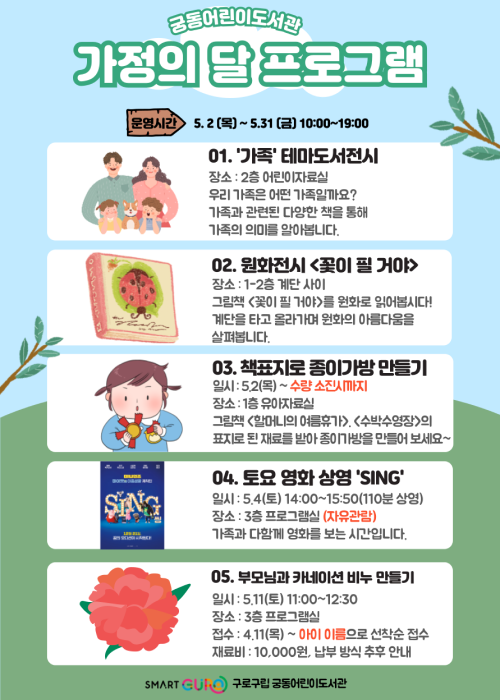 궁동어린이도서관
가정의 달 프로그램
운영시간 5. 2 (목) ~ 5.31 (금) 10:00~19:00
01. '가족' 테마도서전시
장소 : 2층 어린이자료실
우리 가족은 어떤 가족일까요?
가족과 관련된 다양한 책을 통해
가족의 의미를 알아봅니다.
02. 원화전시 <꽃이 필 거야>
장소 : 1-2층 계단 사이
그림책 <꽃이 필 거야>를 원화로 읽어봅시다!
계단을 타고 올라가며 원화의 아름다움을
살펴봅니다.
03. 책표지로 종이가방 만들기
일시 : 5.2(목) ~ 수량 소진시까지
장소 : 1층 유아자료실
그림책 <할머니의 여름휴가>, <수박수영장>의
표지로 된 재료를 받아 종이가방을 만들어 보세요~
SING
04. 토요 영화 상영 'SING'
일시 : 5.4(토) 14:00~15:50(110분 상영)
장소 : 3층 프로그램실 (자유관람)
가족과 다함께 영화를 보는 시간입니다.
05. 부모님과 카네이션 비누 만들기
일시 : 5.11(토) 11:00~12:30
장소 : 3층 프로그램실
접수 : 4.11(목) ~ 아이 이름으로 선착순 접수
재료비 : 10,000원, 납부 방식 추후 안내
SMART GURO 구로구립 궁동어린이도서관